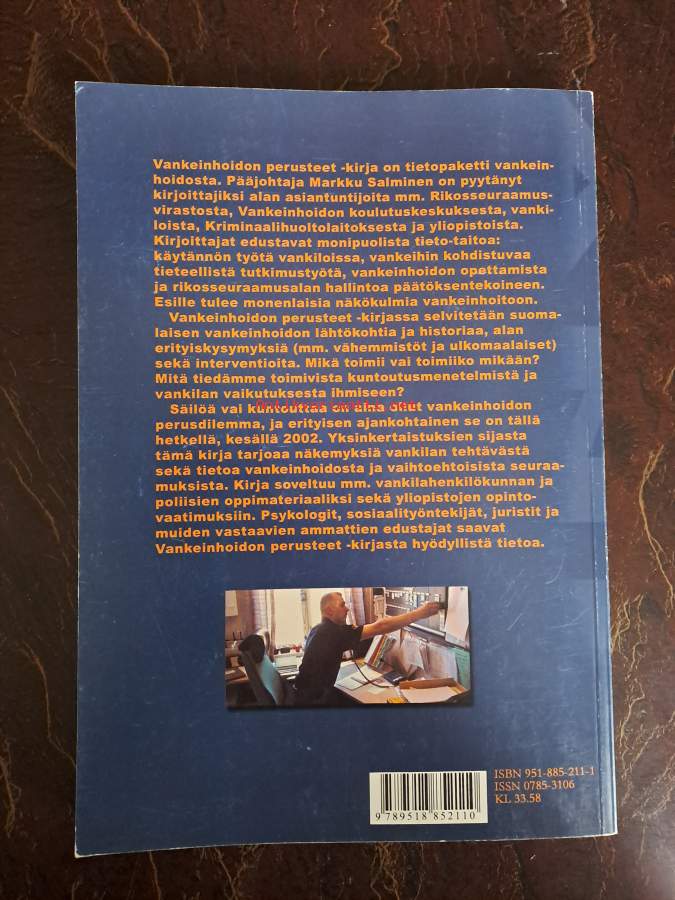 Vankeinhoidon perusteet -kirja on tietopaketti vankein-
hoidosta. Pääjohtaja Markku Salminen on pyytänyt
kirjoittajiksi alan asiantuntijoita mm. Rikosseuraamus-
virastosta, Vankeinhoidon koulutuskeskuksesta, vanki-
loista, Kriminaalihuoltolaitoksesta ja yliopistoista.
Kirjoittajat edustavat monipuolista tieto-taitoa:
käytännön työtä vankiloissa, vankeihin kohdistuvaa
tieteellistä tutkimustyötä, vankeinhoidon opettamista
ja rikosseuraamusalan hallintoa päätöksentekoineen.
Esille tulee monenlaisia näkökulmia vankeinhoitoon.
Vankeinhoidon perusteet -kirjassa selvitetään suoma-
laisen vankeinhoidon lähtökohtia ja historiaa, alan
erityiskysymyksiä (mm. vähemmistöt ja ulkomaalaiset)
sekä interventioita. Mikä toimii vai toimiiko mikään?
Mitä tiedämme toimivista kuntoutusmenetelmistä ja
vankilan vaikutuksesta ihmiseen?
Säilöä vai kuntouttaa on aina ollut vankeinhoidon
perusdilemma, ja erityisen ajankohtainen se on tällä
hetkellä, kesällä 2002. Yksinkertaistuksien sijasta
tämä kirja tarjoaa näkemyksiä vankilan tehtävästä
sekä tietoa vankeinhoidosta ja vaihtoehtoisista seuraa-
muksista. Kirja soveltuu mm. vankilahenkilökunnan ja
poliisien oppimateriaaliksi sekä yliopistojen opinto-
vaatimuksiin. Psykologit, sosiaalityöntekijät, juristit ja
muiden vastaavien ammattien edustajat saavat
Vankeinhoidon perusteet -kirjasta hyödyllistä tietoa.
ISBN 951-885-211-1
ISSN 0785-3106
KL 33.58
9 789518 852110